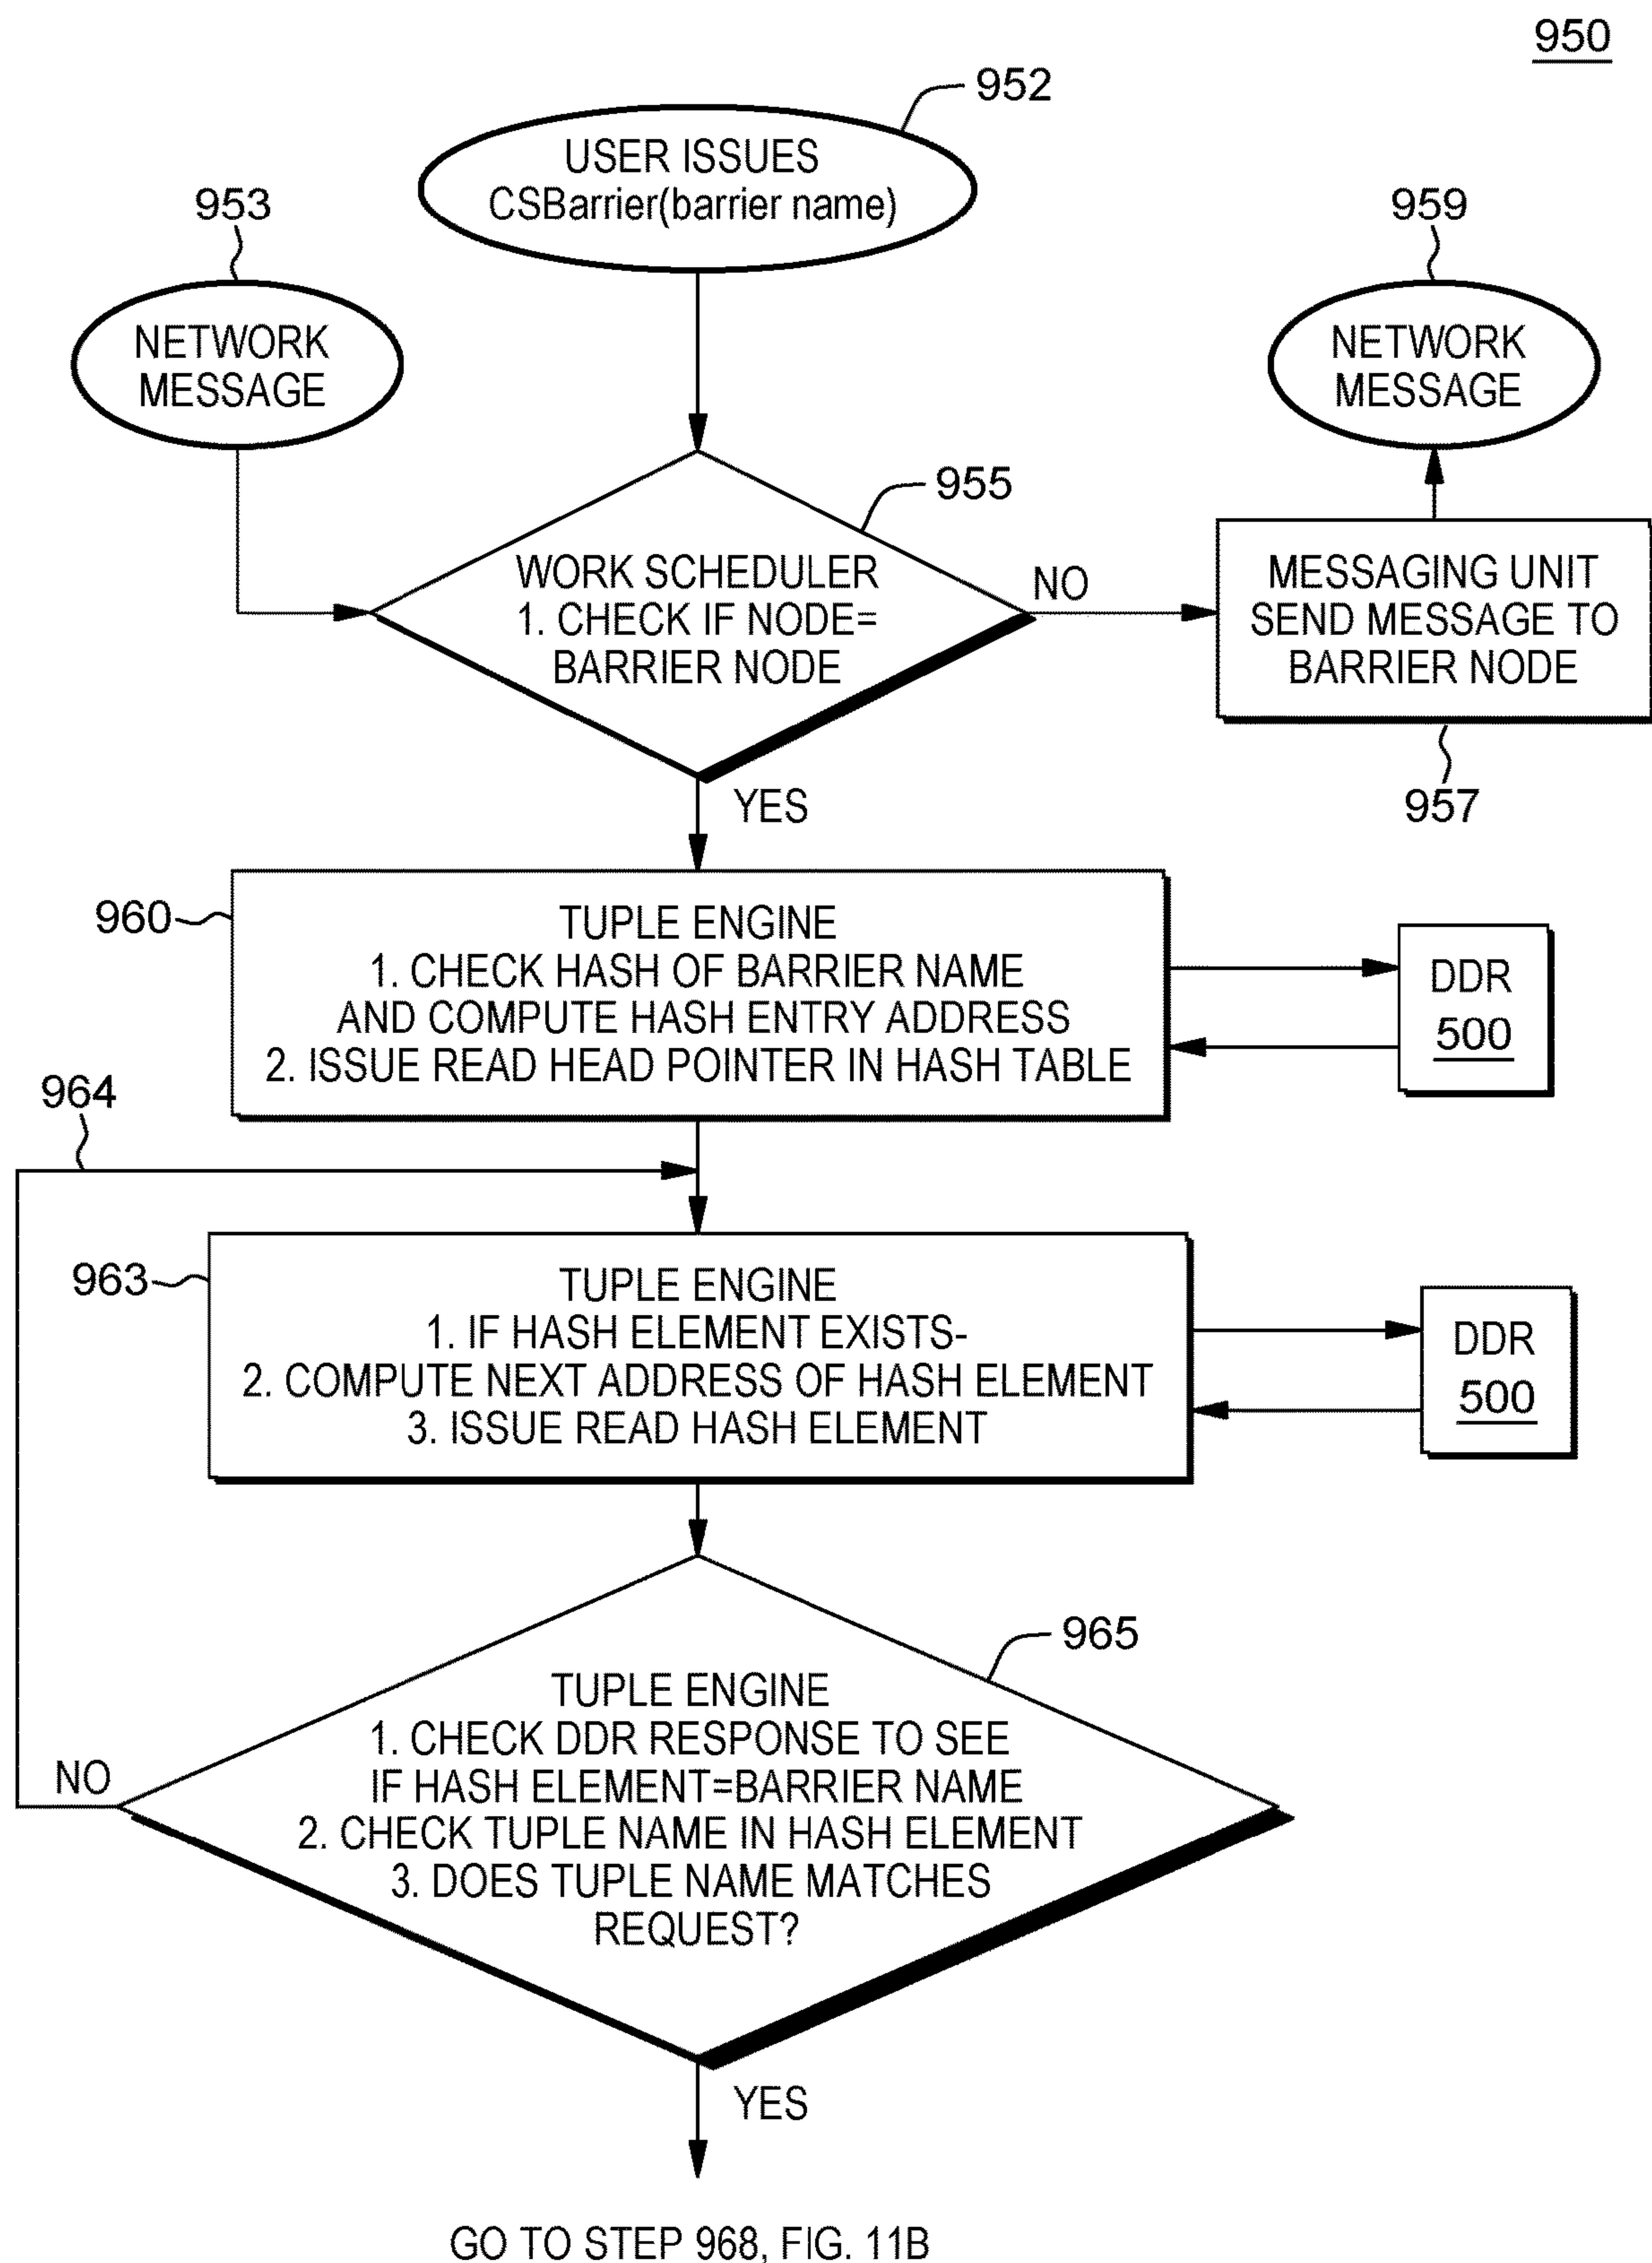 950
952
USER ISSUES
CSBarrier(barrier name)
953
NETWORK
MESSAGE
959
NETWORK
MESSAGE
955
WORK SCHEDULER
1. CHECK IF NODE=
BARRIER NODE
NO
MESSAGING UNIT
SEND MESSAGE TO
BARRIER NODE
957
YES
960
TUPLE ENGINE
1. CHECK HASH OF BARRIER NAME
AND COMPUTE HASH ENTRY ADDRESS
2. ISSUE READ HEAD POINTER IN HASH TABLE
DDR
500
964
963
TUPLE ENGINE
1. IF HASH ELEMENT EXISTS-
2. COMPUTE NEXT ADDRESS OF HASH ELEMENT
3. ISSUE READ HASH ELEMENT
DDR
500
965
TUPLE ENGINE
1. CHECK DDR RESPONSE TO SEE
IF HASH ELEMENT=BARRIER NAME
2. CHECK TUPLE NAME IN HASH ELEMENT
3. DOES TUPLE NAME MATCHES
REQUEST?
NO
YES
GO TO STEP 968, FIG. 11B